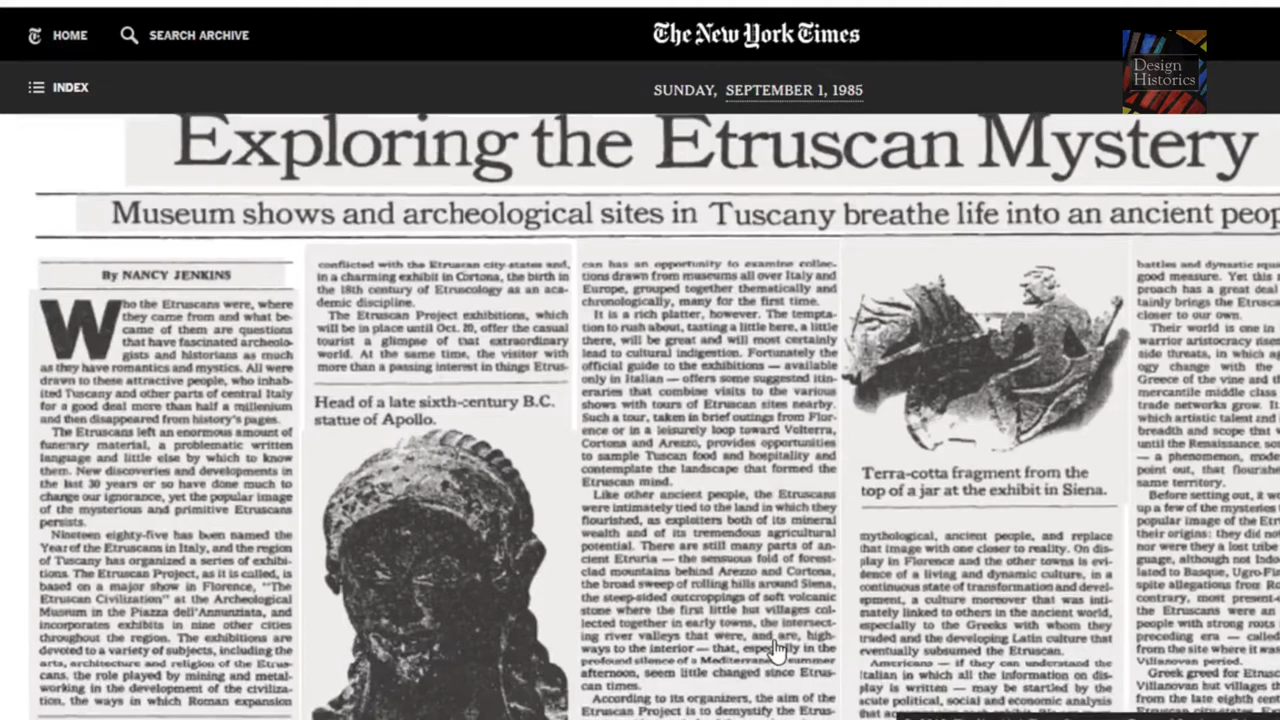 HOME
SEARCH ARCHIVE
The New York Times
Design
Historics
INDEX
SUNDAY, SEPTEMBER 1, 1985
Exploring the Etruscan Mystery
Museum shows and archeological sites in Tuscany breathe life into an ancient peop
By NANCY JENKINS
Who the Etruscans were, where
they came from and what be-
came of them are questions
that have fascinated archeolo-
gists and historians as much
as they have romantics and mystics. All were
drawn to these attractive people, who inhab-
ited Tuscany and other parts of central Italy
for a good deal more than half a millenium
and then disappeared from history's pages.
The Etruscans left an enormous amount of
funerary material, a problematic written
language and little else by which to know
them. New discoveries and developments in
the last 30 years or so have done much to
change our ignorance, yet the popular image
of the mysterious and primitive Etruscans
persists.
Nineteen eighty-five has been named the
Year of the Etruscans in Italy, and the region
of Tuscany has organized a series of exhibi-
tions. The Etruscan Project, as it is called, is
based on a major show in Florence, "The
Etruscan Civilization" at the Archeological
Museum in the Piazza dell'Annunziata, and
incorporates exhibits in nine other cities
throughout the region. The exhibitions are
devoted to a variety of subjects, including the
arts, architecture and religion of the Etrus-
cans, the role played by mining and metal-
working in the development of the civiliza-
tion, the ways in which Roman expansion
conflicted with the Etruscan city-states and,
in a charming exhibit in Cortona, the birth in
the 18th century of Etruscology as an aca-
demic discipline.
The Etruscan Project exhibitions, which
will be in place until Oct. 20, offer the casual
tourist a glimpse of that extraordinary
world. At the same time, the visitor with
more than a passing interest in things Etrus-
Head of a late sixth-century B.C.
statue of Apollo.
can has an opportunity to examine collec-
tions drawn from museums all over Italy and
Europe, grouped together thematically and
chronologically, many for the first time.
It is a rich platter, however. The tempta-
tion to rush about, tasting a little here, a little
there, will be great and will most certainly
lead to cultural indigestion. Fortunately the
official guide to the exhibitions — available
only in Italian — offers some suggested itin-
eraries that combine visits to the various
shows with tours of Etruscan sites nearby.
Such a tour, taken in brief outings from Flor-
ence or in a leisurely loop toward Volterra,
Cortona and Arezzo, provides opportunities
to sample Tuscan food and hospitality and
contemplate the landscape that formed the
Etruscan mind.
Like other ancient people, the Etruscans
were intimately tied to the land in which they
flourished, as exploiters both of its mineral
wealth and of its tremendous agricultural
potential. There are still many parts of an-
cient Etruria — the sensuous fold of forest-
clad mountains behind Arezzo and Cortona,
the broad sweep of rolling hills around Siena,
the steep-sided outcroppings of soft volcanic
stone where the first little hut villages col-
lected together in early towns, the intersect-
ing river valleys that were, and are, high-
ways to the interior — that, especially in the
profound silence of a Mediterranean summer
afternoon, seem little changed since Etrus-
can times.
According to its organizers, the aim of the
Etruscan Project is to demystify the Etrus-
Terra-cotta fragment from the
top of a jar at the exhibit in Siena.
mythological, ancient people, and replace
that image with one closer to reality. On dis-
play in Florence and the other towns is evi-
dence of a living and dynamic culture, in a
continuous state of transformation and devel-
opment, a culture moreover that was inti-
mately linked to others in the ancient world,
especially to the Greeks with whom they
traded and the developing Latin culture that
eventually subsumed the Etruscan.
Americans — if they can understand the
Italian in which all the information on dis-
play is written — may be startled by the
acute political, social and economic analysis
battles and dynastic squa
good measure. Yet this
proach has a great deal
tainly brings the Etrusc
closer to our own.
Their world is one in
warrior aristocracy rises
side threats, in which a
ogy change with the
Greece of the vine and t
mercantile middle class
trade networks grow. It
which artistic talent and
breadth and scope that
until the Renaissance, so
— a phenomenon, mode
point out, that flourishe
same territory.
Before setting out, it w
up a few of the mysteries
popular image of the Etr
their origins: they did no
nor were they a lost tribe
guage, although not Indo
lated to Basque, Ugro-Fi
spite allegations from Ro
contrary, most present-
the Etruscans were an
people with strong roots
preceding era — called
from the site where it wa
Villanovan period.
Greek greed for Etrusc
Villanovan hut villages t
from the late eighth cen